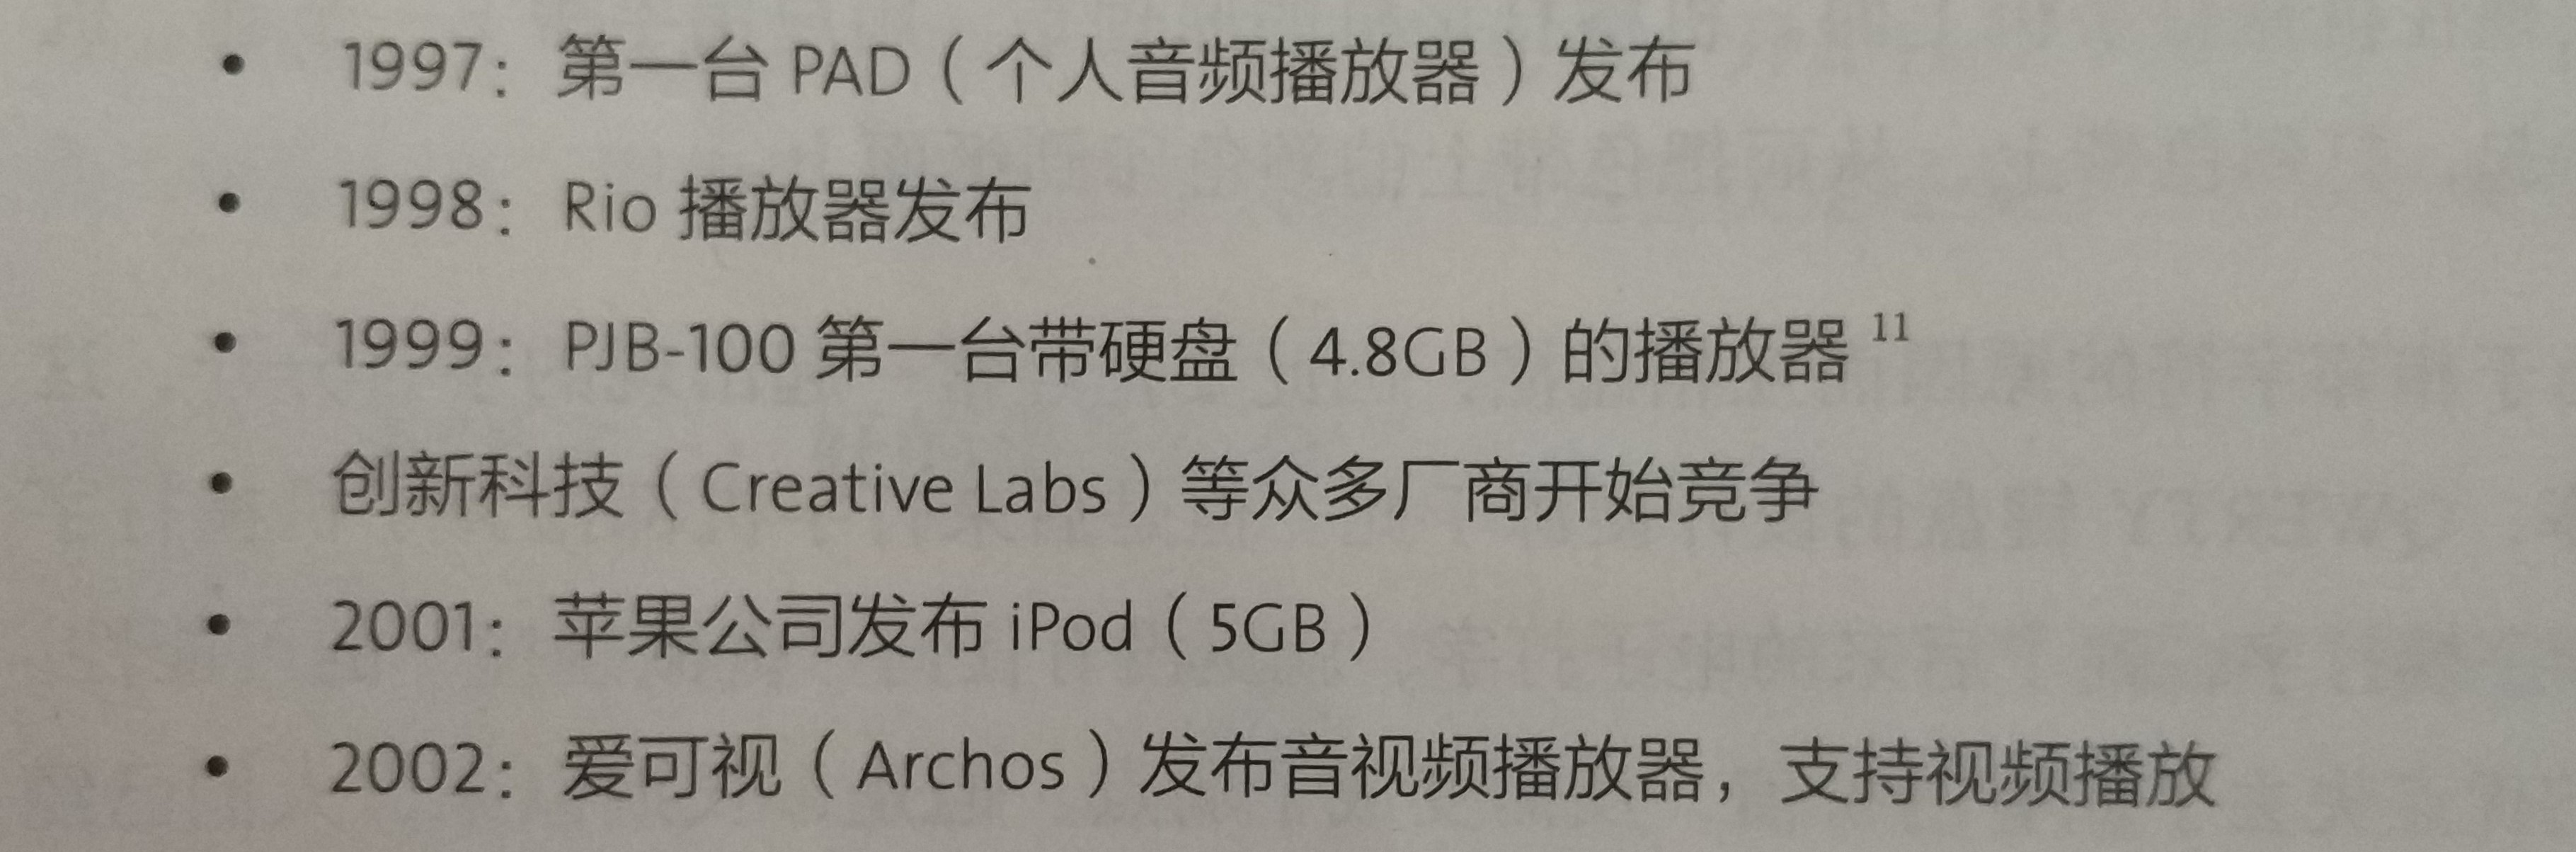 • 1997：第一台 PAD（个人音频播放器）发布
• 1998：Rio 播放器发布
• 1999：PJB-100 第一台带硬盘（4.8GB）的播放器 11
• 创新科技（Creative Labs）等众多厂商开始竞争
• 2001：苹果公司发布 iPod（5GB）
• 2002：爱可视（Archos）发布音视频播放器，支持视频播放